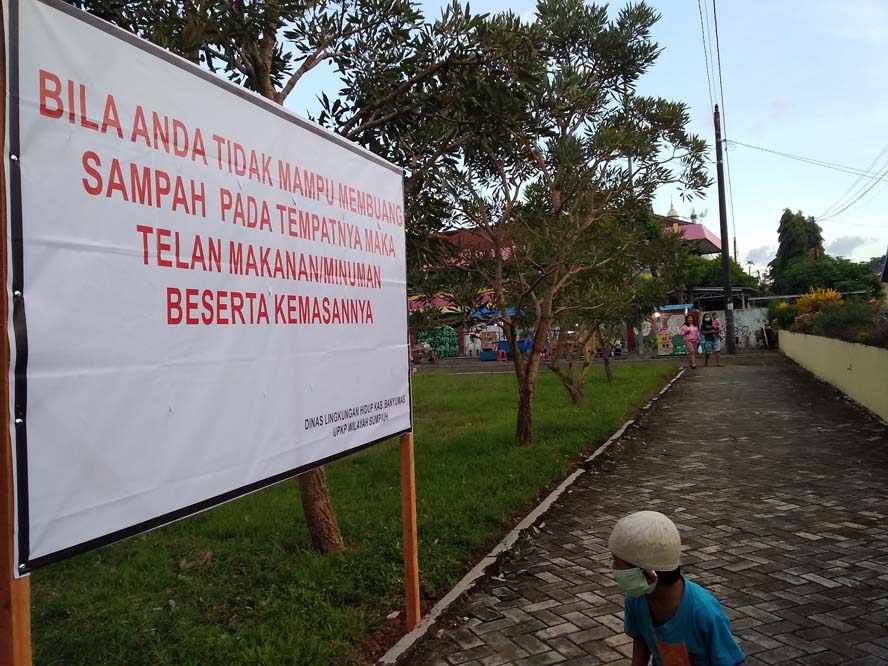 BILA ANDA TIDAK MAMPU MEMBUANG
SAMPAH PADA TEMPATNYA MAKA
TELAN MAKANAN/MINUMAN
BESERTA KEMASANNYA
DINAS LINGKUNGAN HIDUP KAB. BANYUMAS
UPKP WILAYAH SUMPIUH